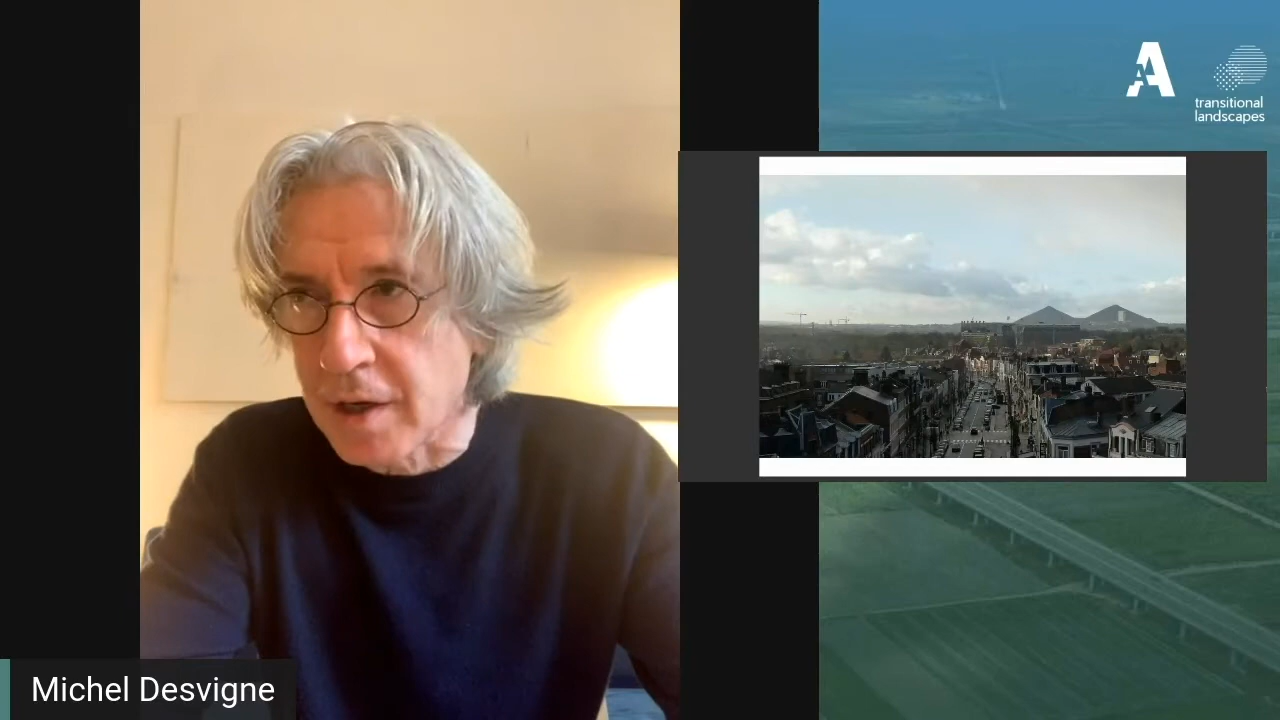 A
A
transitional
landscapes
Michel Desvigne